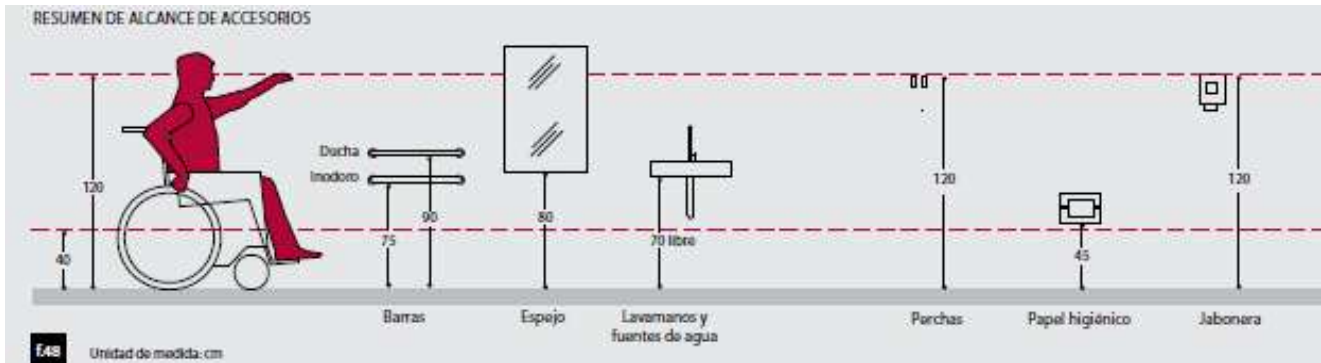 RESUMEN DE ALCANCE DE ACCESORIOS
Ducha
Inodoro
120
40
75
90
80
70 libre
120
45
120
Barras
Espejo
Lavamanos y
fuentes de agua
Perchas
Papel higiénico
Jabonera
f.48
Unidad de medida: cm